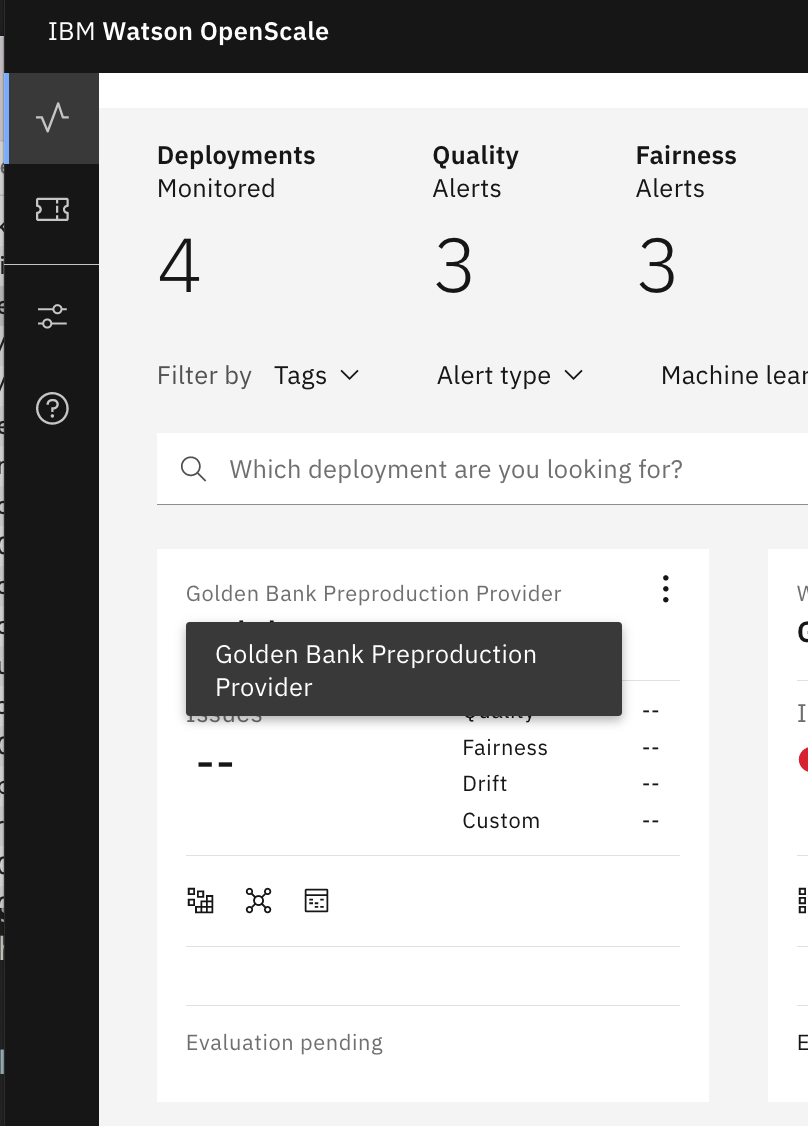 IBM Watson OpenScale
Deployments
Monitored
4
Quality
Alerts
3
Fairness
Alerts
3
Filter by Tags Alert type Machine
Which deployment are you looking for?
Golden Bank Preproduction Provider
Golden Bank Preproduction
Provider
Issues
--
Quality --
Fairness --
Drift --
Custom --
Evaluation pending